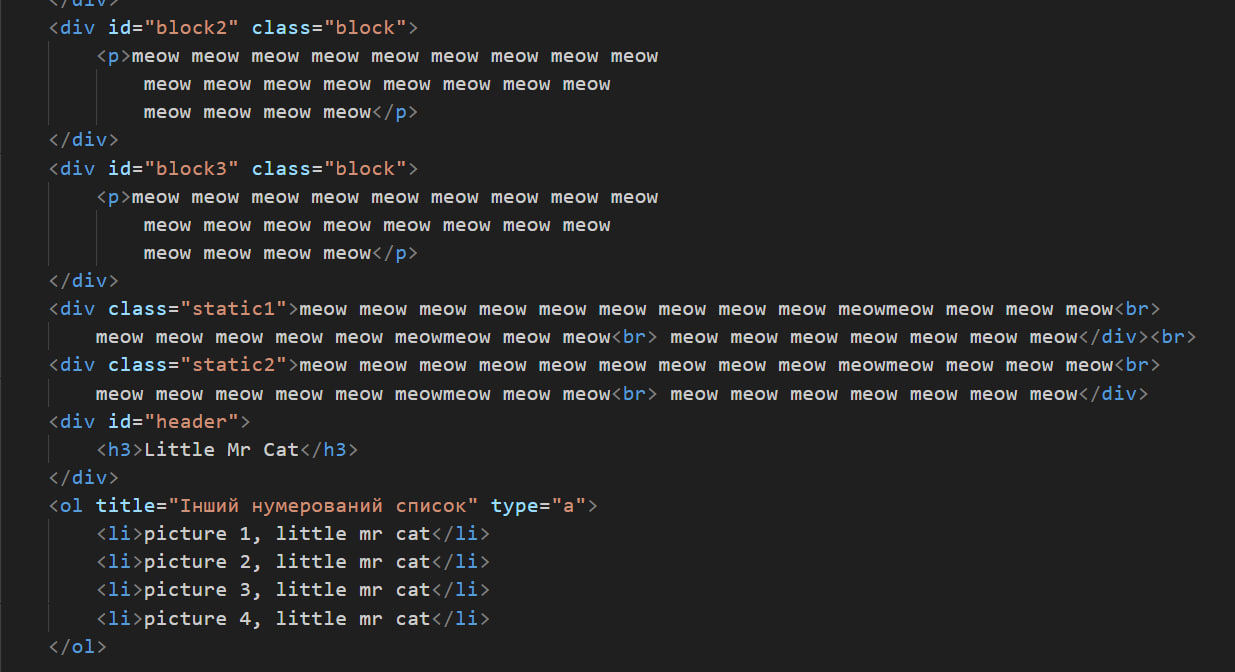 </div>
<div id="block2" class="block">
<p>meow meow meow meow meow meow meow meow meow
meow meow meow meow meow meow meow meow
meow meow meow meow</p>
</div>
<div id="block3" class="block">
<p>meow meow meow meow meow meow meow meow meow
meow meow meow meow meow meow meow meow
meow meow meow meow</p>
</div>
<div class="static1">meow meow meow meow meow meow meow meow meow meowmeow meow meow meow<br>
meow meow meow meow meow meowmeow meow meow<br> meow meow meow meow meow meow meow</div><br>
<div class="static2">meow meow meow meow meow meow meow meow meow meowmeow meow meow meow<br>
meow meow meow meow meow meowmeow meow meow<br> meow meow meow meow meow meow meow</div>
<div id="header">
<h3>Little Mr Cat</h3>
</div>
<ol title="Інший нумерований список" type="a">
<li>picture 1, little mr cat</li>
<li>picture 2, little mr cat</li>
<li>picture 3, little mr cat</li>
<li>picture 4, little mr cat</li>
</ol>